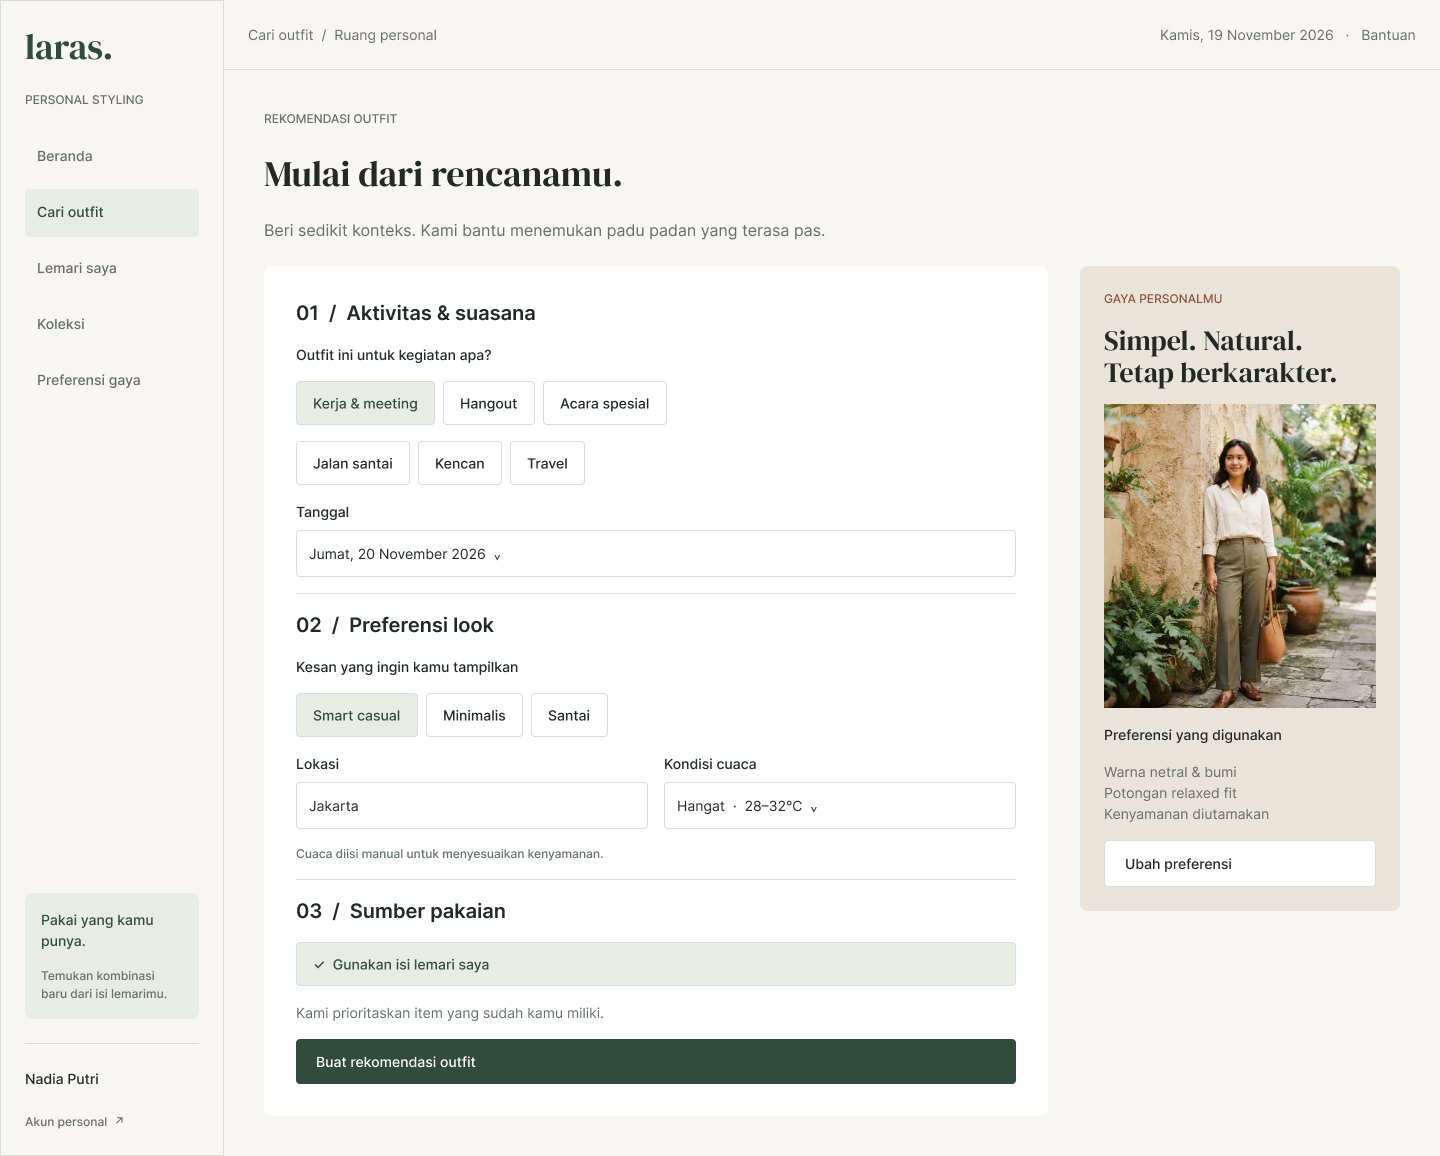 laras.
PERSONAL STYLING
Beranda
Cari outfit
Lemari saya
Koleksi
Preferensi gaya
Pakai yang kamu
punya.
Temukan kombinasi
baru dari isi lemarimu.
Nadia Putri
Akun personal ↗
Cari outfit / Ruang personal
Kamis, 19 November 2026 · Bantuan
REKOMENDASI OUTFIT
Mulai dari rencanamu.
Beri sedikit konteks. Kami bantu menemukan padu padan yang terasa pas.
01 / Aktivitas & suasana
Outfit ini untuk kegiatan apa?
Kerja & meeting Hangout Acara spesial
Jalan santai Kencan Travel
Tanggal
Jumat, 20 November 2026
02 / Preferensi look
Kesan yang ingin kamu tampilkan
Smart casual Minimalis Santai
Lokasi Kondisi cuaca
Jakarta Hangat · 28–32°C
Cuaca diisi manual untuk menyesuaikan kenyamanan.
03 / Sumber pakaian
✓ Gunakan isi lemari saya
Kami prioritaskan item yang sudah kamu miliki.
Buat rekomendasi outfit
GAYA PERSONALMU
Simpel. Natural.
Tetap berkarakter.
Preferensi yang digunakan
Warna netral & bumi
Potongan relaxed fit
Kenyamanan diutamakan
Ubah preferensi